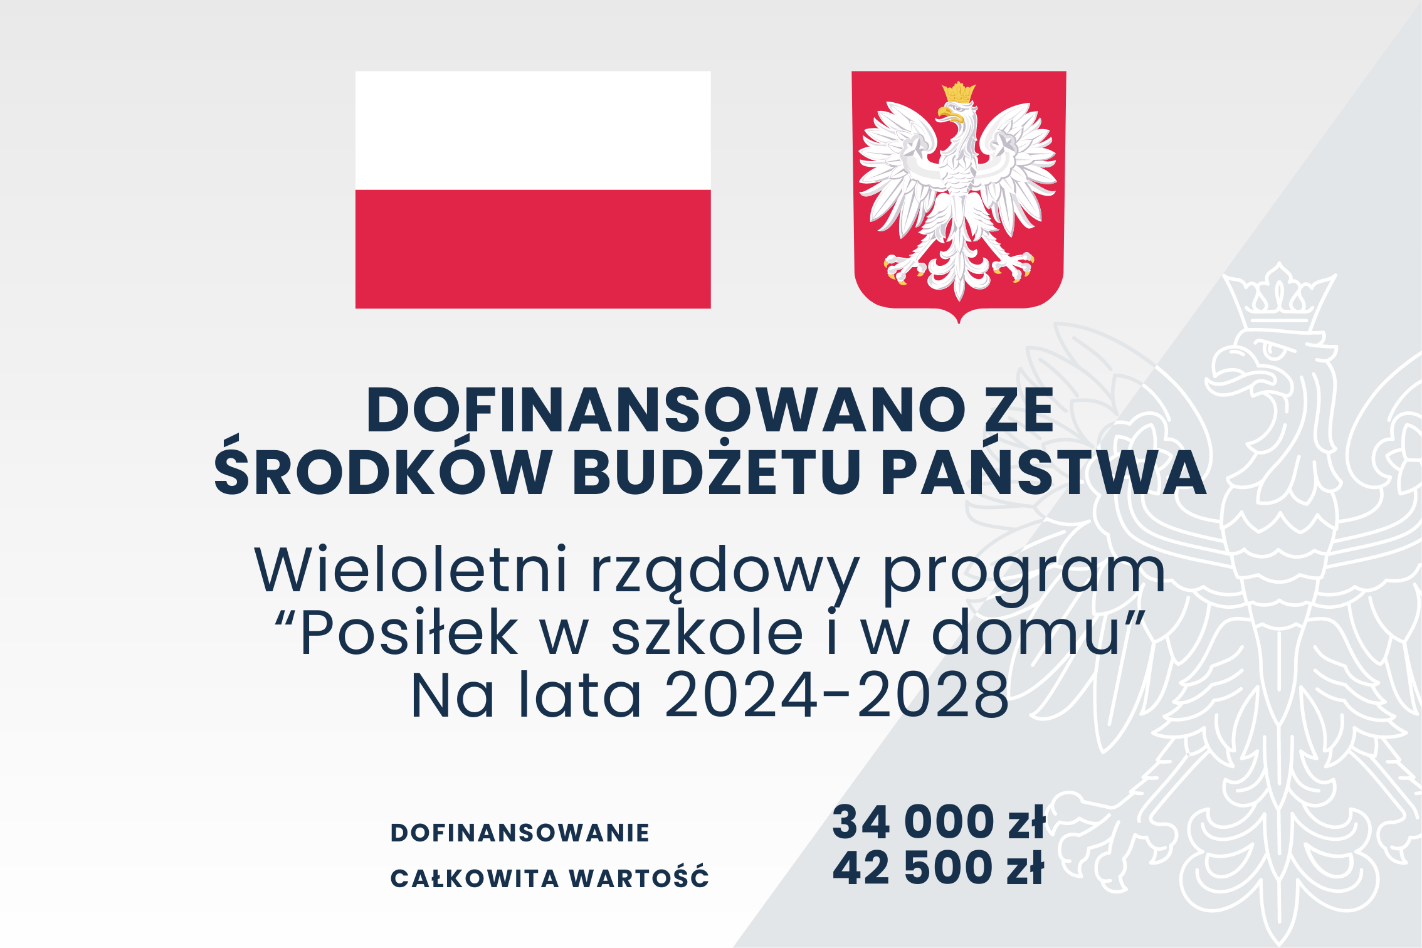 DOFINANSOWANO ZE
ŚRODKÓW BUDŻETU PAŃSTWA
Wieloletni rządowy program
“Posiłek w szkole i w domu”
Na lata 2024-2028
DOFINANSOWANIE 34 000 zł
CAŁKOWITA WARTOŚĆ 42 500 zł